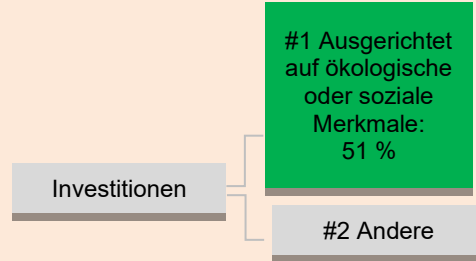 #1 Ausgerichtet
auf ökologische
oder soziale
Merkmale:
51 %
Investitionen
#2 Andere